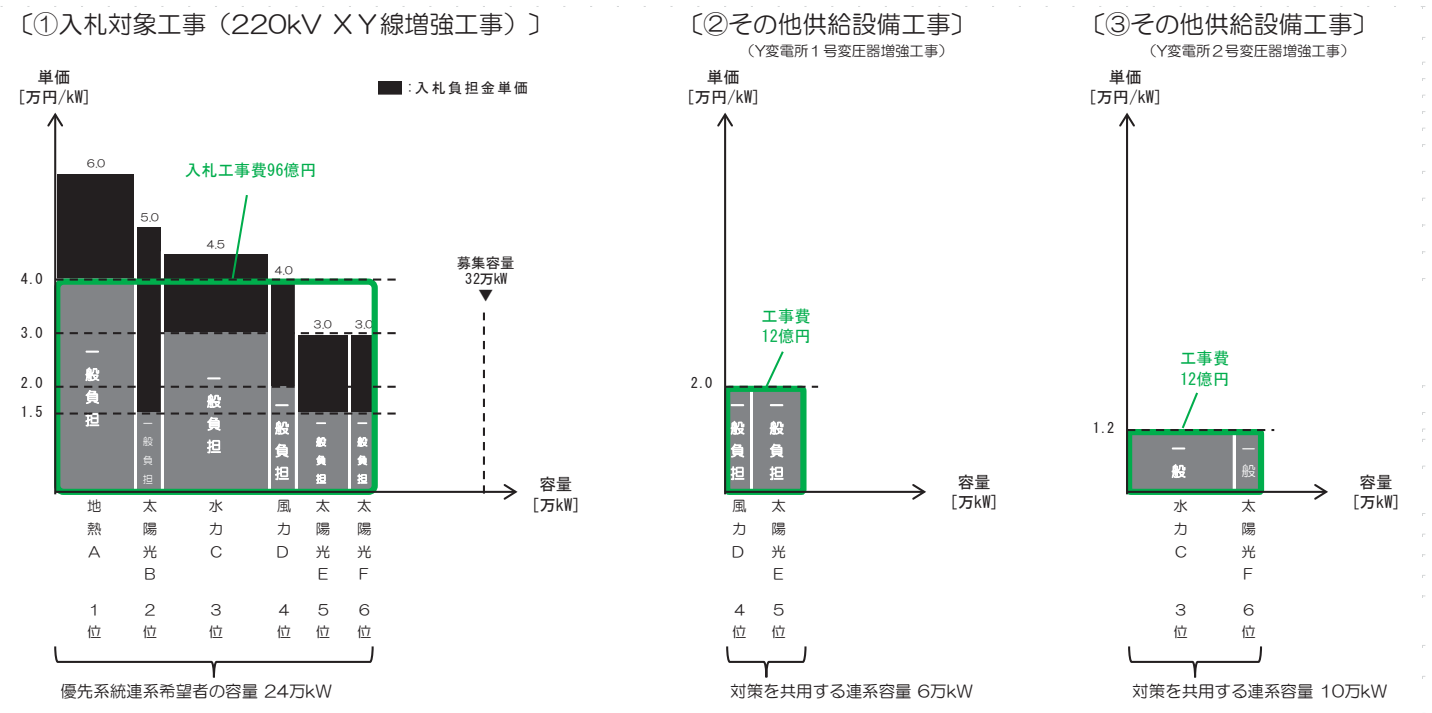 〔①入札対象工事(220kV XY線増強工事)〕
単価
[万円/kW]
:入札負担金単価
入札工事費96億円
6.0
5.0
4.5
4.0
3.0
3.0
4.0
3.0
2.0
1.5
募集容量
32万kW
一般負担
一般負担
一般負担
一般負担
一般負担
一般負担
容量
[万kW]
地熱A
太陽光B
水力C
風力D
太陽光E
太陽光F
1位
2位
3位
4位
5位
6位
優先系統連系希望者の容量 24万kW
〔②その他供給設備工事〕
(Y変電所1号変圧器増強工事)
単価
[万円/kW]
工事費
12億円
2.0
一般負担
一般負担
容量
[万kW]
風力D
太陽光E
4位
5位
対策を共用する連系容量 6万kW
〔③その他供給設備工事〕
(Y変電所2号変圧器増強工事)
単価
[万円/kW]
工事費
12億円
1.2
一般
一般
容量
[万kW]
水力C
太陽光F
3位
6位
対策を共用する連系容量 10万kW